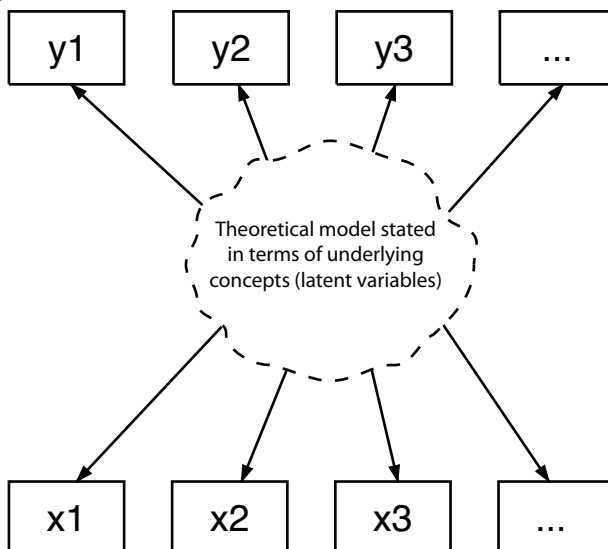 y1 y2 y3 ...
Theoretical model stated
in terms of underlying
concepts (latent variables)
x1 x2 x3 ...